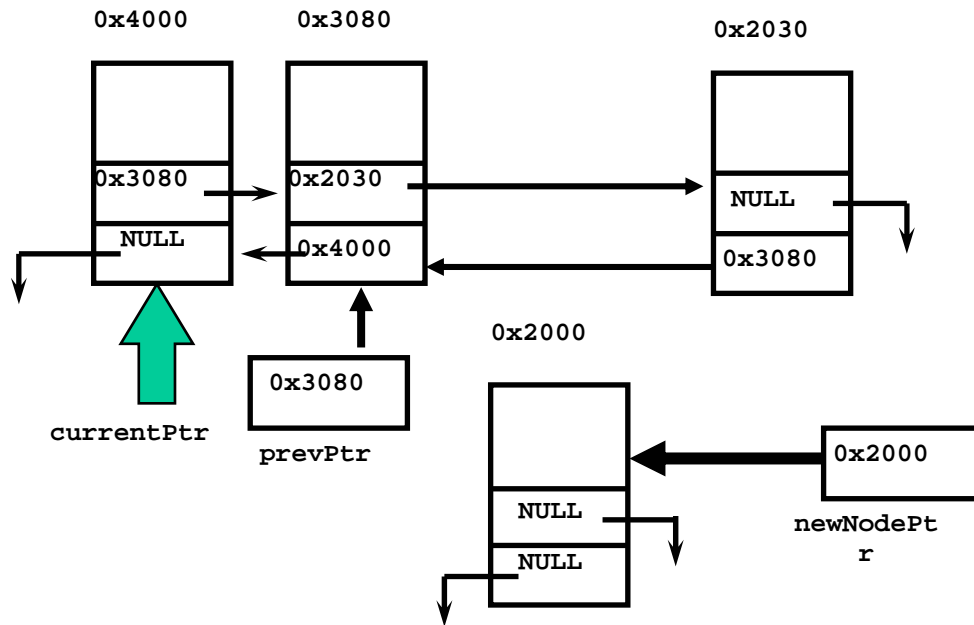 0x4000
0x3080
0x2030
0x3080
0x2030
NULL
NULL
0x4000
0x3080
0x2000
0x3080
currentPtr
prevPtr
0x2000
NULL
newNodePt
r
NULL